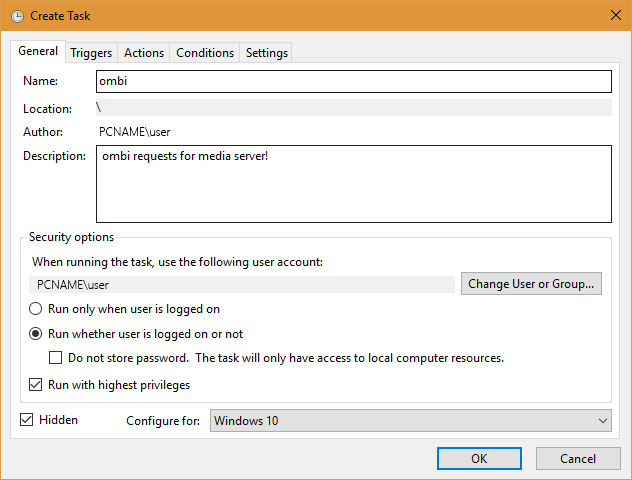 Create Task
General Triggers Actions Conditions Settings
Name: ombi
Location: \
Author: PCNAME\user
Description: ombi requests for media server!
Security options
When running the task, use the following user account:
PCNAME\user Change User or Group...
Run only when user is logged on
Run whether user is logged on or not
Do not store password. The task will only have access to local computer resources.
Run with highest privileges
Hidden Configure for: Windows 10
OK Cancel